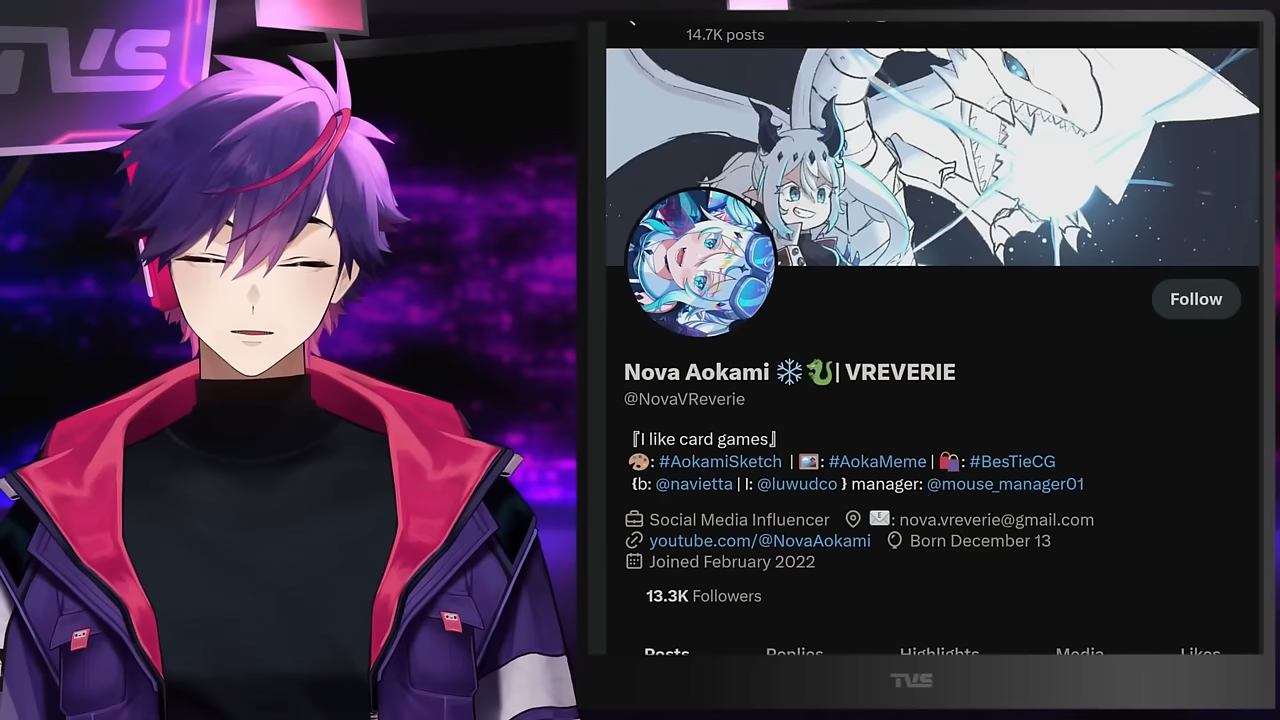 TVS
14.7K posts
Follow
Nova Aokami ❄️🐉| VREVERIE
@NovaVReverie
『I like card games』
🎨: #AokamiSketch | 🖼️: #AokaMeme | 🛍️: #BesTieCG
{b: @navietta | l: @luwudco } manager: @mouse_manager01
Social Media Influencer 📧: nova.vreverie@gmail.com
youtube.com/@NovaAokami Born December 13
Joined February 2022
13.3K Followers
Posts Replies Highlights Media Likes
TVS